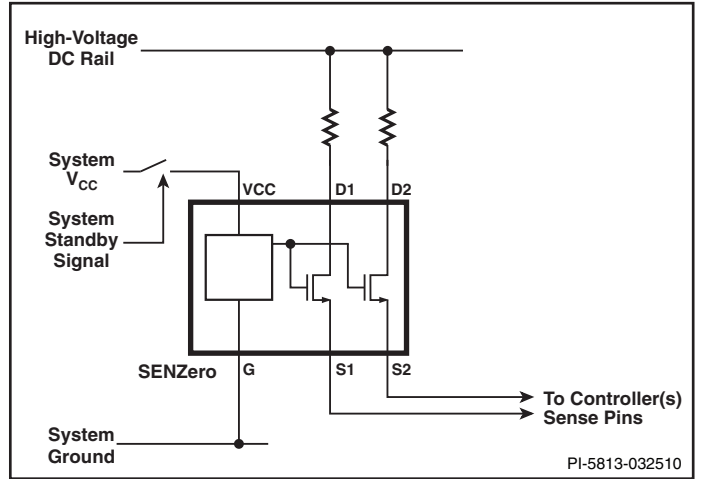 High-Voltage
DC Rail
System
VCC
VCC
D1
D2
System
Standby
Signal
SENZero
G
S1
S2
To Controller(s)
Sense Pins
System
Ground
PI-5813-032510